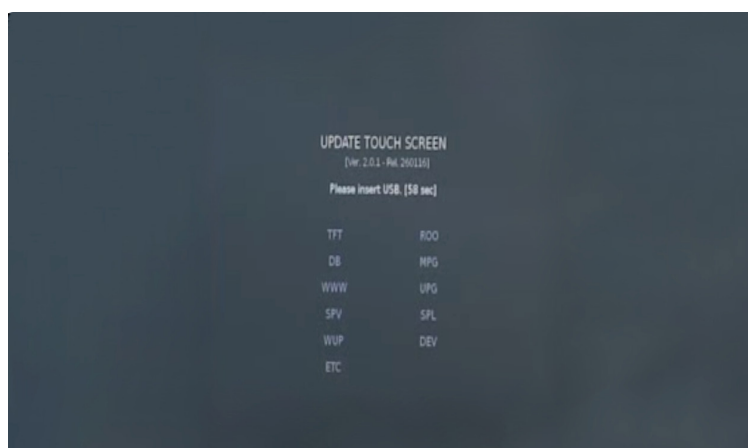 UPDATE TOUCH SCREEN
[Ver. 2.0.1 - Rel. 260116]
Please insert USB. [58 sec]
TFT ROO
DB MPG
WWW UPG
SPV SPL
WUP DEV
ETC